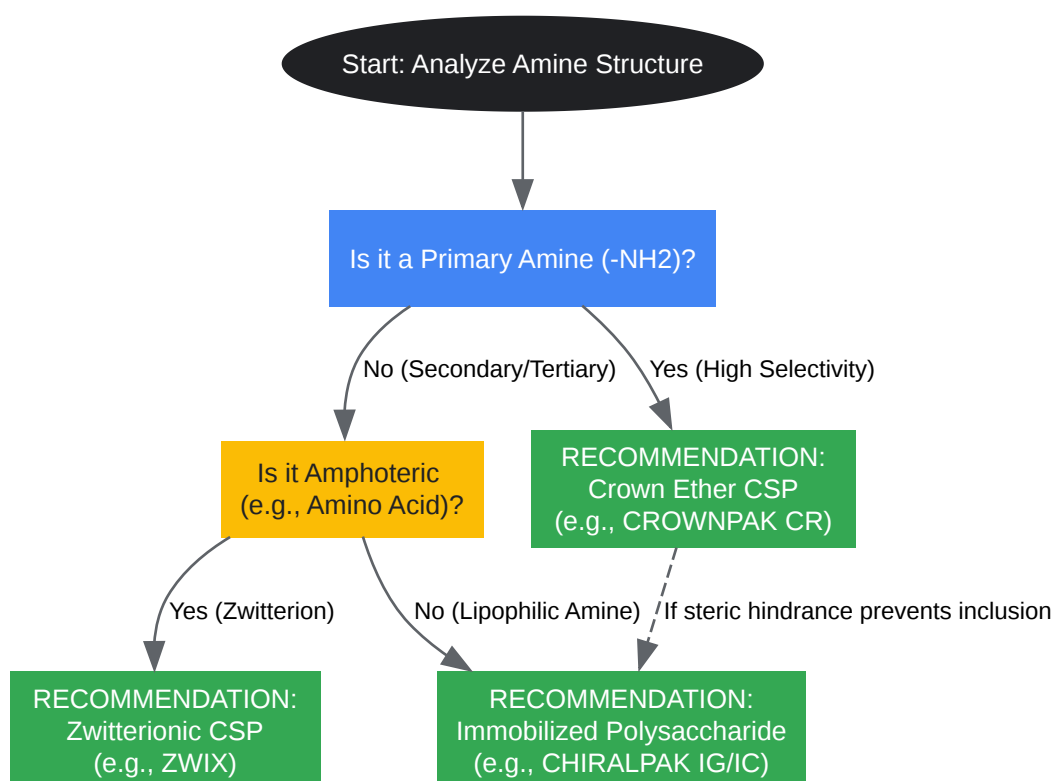 Start: Analyze Amine Structure
Is it a Primary Amine (-NH2)?
No (Secondary/Tertiary)
Yes (High Selectivity)
Is it Amphoteric
(e.g., Amino Acid)?
RECOMMENDATION:
Crown Ether CSP
(e.g., CROWNPAK CR)
Yes (Zwitterion)
No (Lipophilic Amine)
If steric hindrance prevents inclusion
RECOMMENDATION:
Zwitterionic CSP
(e.g., ZWIX)
RECOMMENDATION:
Immobilized Polysaccharide
(e.g., CHIRALPAK IG/IC)